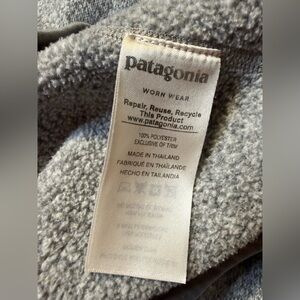 patagonia
WORN WEAR
Repair, Reuse, Recycle
This Product
www.patagonia.com
100% POLYESTER
EXCLUSIVE OF TRIM
MADE IN THAILAND
FABRIQUÉ EN THAÏLANDE
HECHO EN TAILANDIA